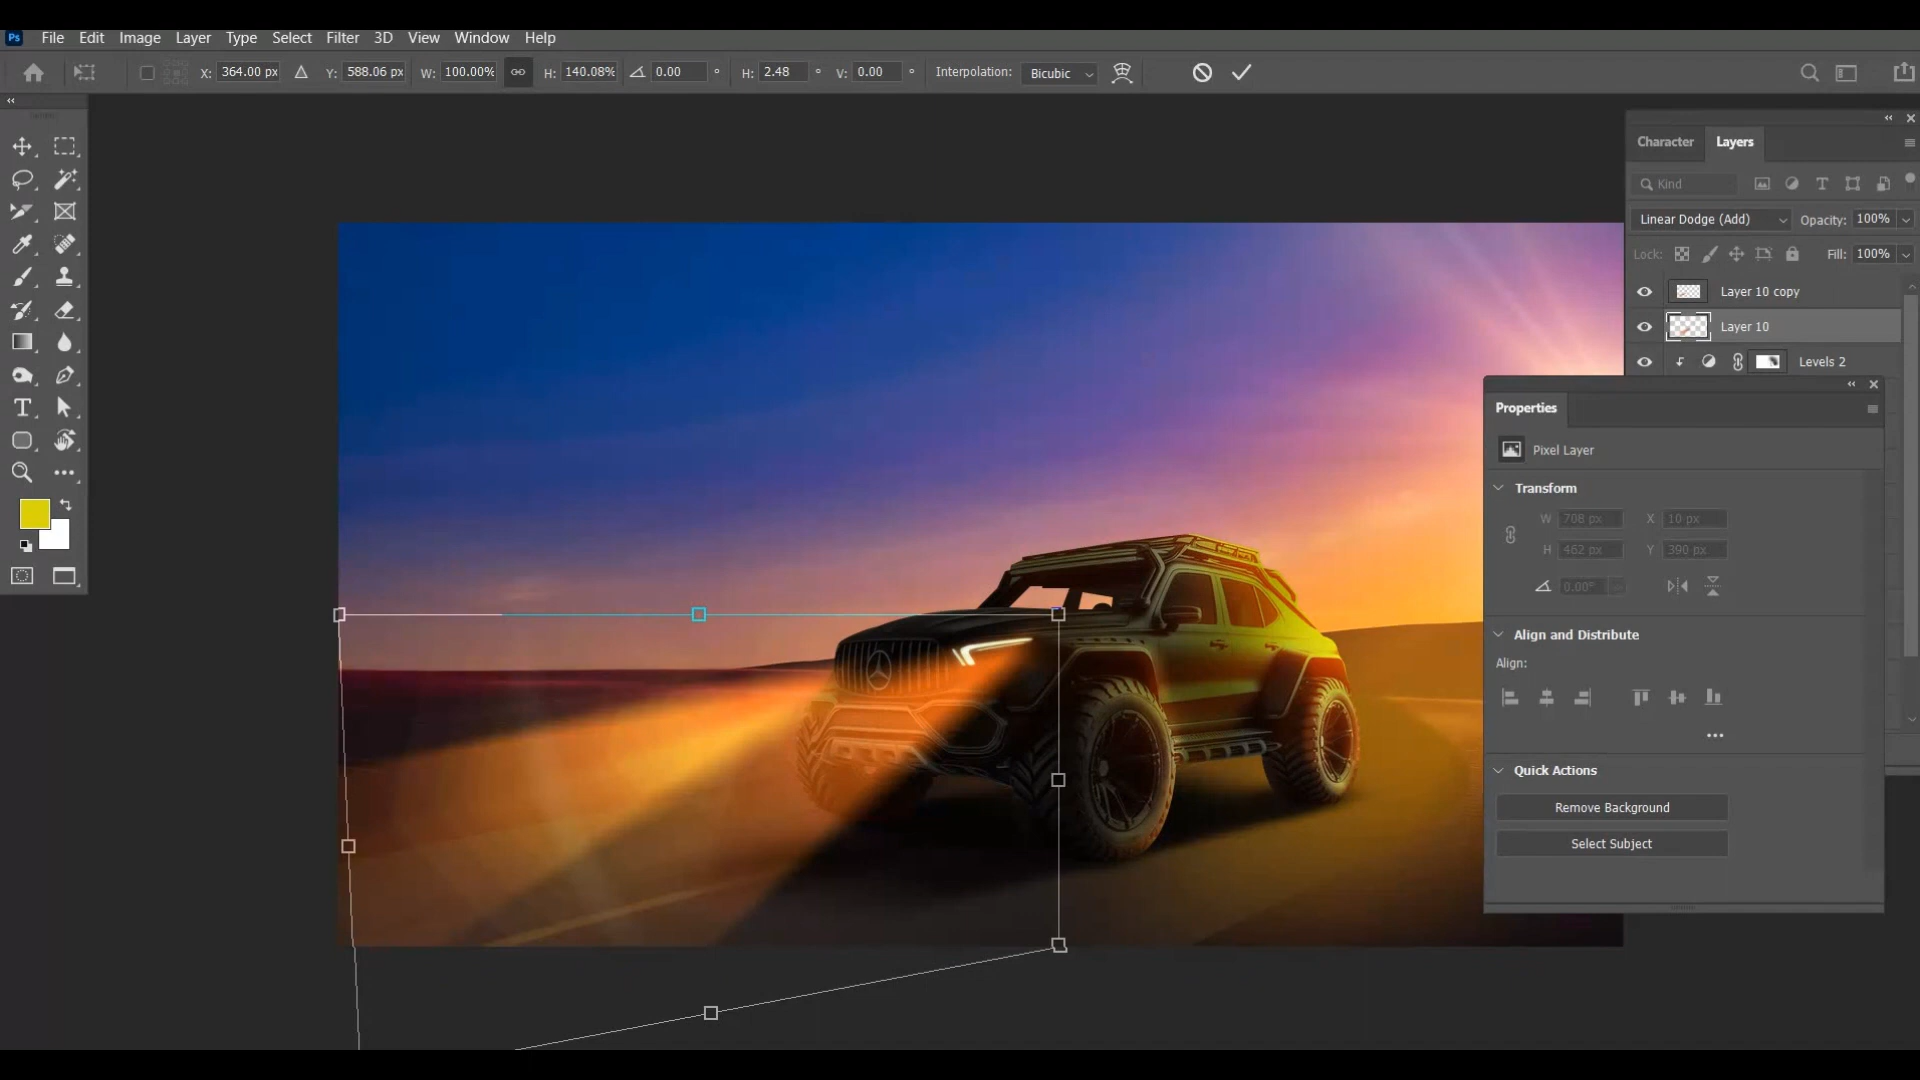 Ps File Edit Image Layer Type Select Filter 3D View Window Help
X: 364.00 px Y: 588.06 px W: 100.00% H: 140.08% 0.00 ° H: 2.48 ° V: 0.00 ° Interpolation: Bicubic
Character Layers
Kind
Linear Dodge (Add) Opacity: 100%
Lock: Fill: 100%
Layer 10 copy
Layer 10
Levels 2
Properties
Pixel Layer
Transform
W 708 px X 10 px
H 462 px Y 390 px
0.00°
Align and Distribute
Align:
Quick Actions
Remove Background
Select Subject